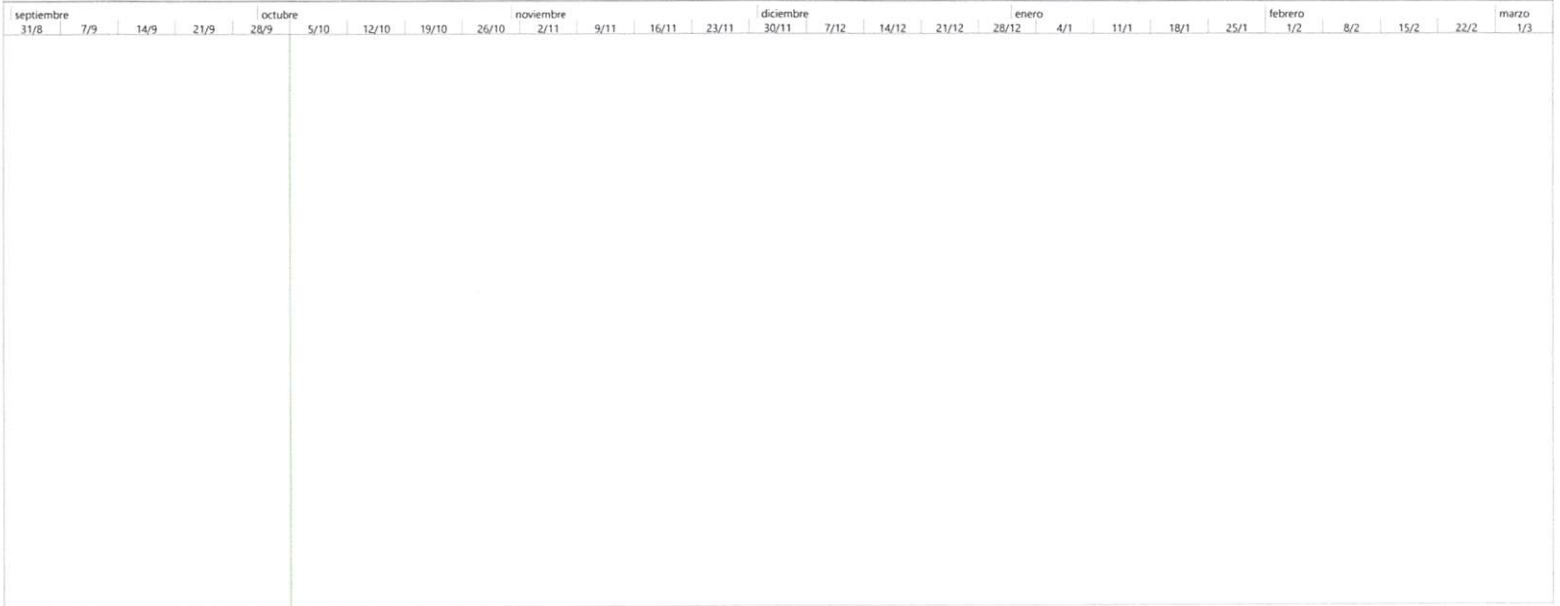 septiembre octubre noviembre diciembre enero febrero marzo
31/8 7/9 14/9 21/9 28/9 5/10 12/10 19/10 26/10 2/11 9/11 16/11 23/11 30/11 7/12 14/12 21/12 28/12 4/1 11/1 18/1 25/1 1/2 8/2 15/2 22/2 1/3